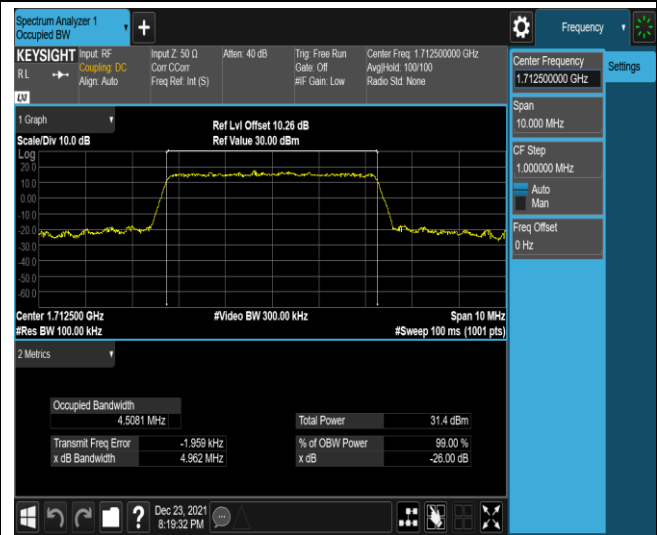 Spectrum Analyzer 1
Occupied BW
+
Frequency
KEYSIGHT
RL
LXI
Input: RF
Coupling: DC
Align: Auto
Input Z: 50 Ω
Corr CCorr
Freq Ref: Int (S)
Atten: 40 dB
Trig: Free Run
Gate: Off
#IF Gain: Low
Center Freq: 1.712500000 GHz
Avg|Hold: 100/100
Radio Std: None
Center Frequency
1.712500000 GHz
Settings
Span
10.000 MHz
CF Step
1.000000 MHz
Auto
Man
Freq Offset
0 Hz
1 Graph
Scale/Div 10.0 dB
Ref Lvl Offset 10.26 dB
Ref Value 30.00 dBm
Log
20.0
10.0
0.00
-10.0
-20.0
-30.0
-40.0
-50.0
-60.0
Center 1.712500 GHz
#Res BW 100.00 kHz
#Video BW 300.00 kHz
Span 10 MHz
#Sweep 100 ms (1001 pts)
2 Metrics
Occupied Bandwidth
4.5081 MHz
Total Power 31.4 dBm
Transmit Freq Error -1.959 kHz
% of OBW Power 99.00 %
x dB Bandwidth 4.962 MHz
x dB -26.00 dB
?
Dec 23, 2021
8:19:32 PM